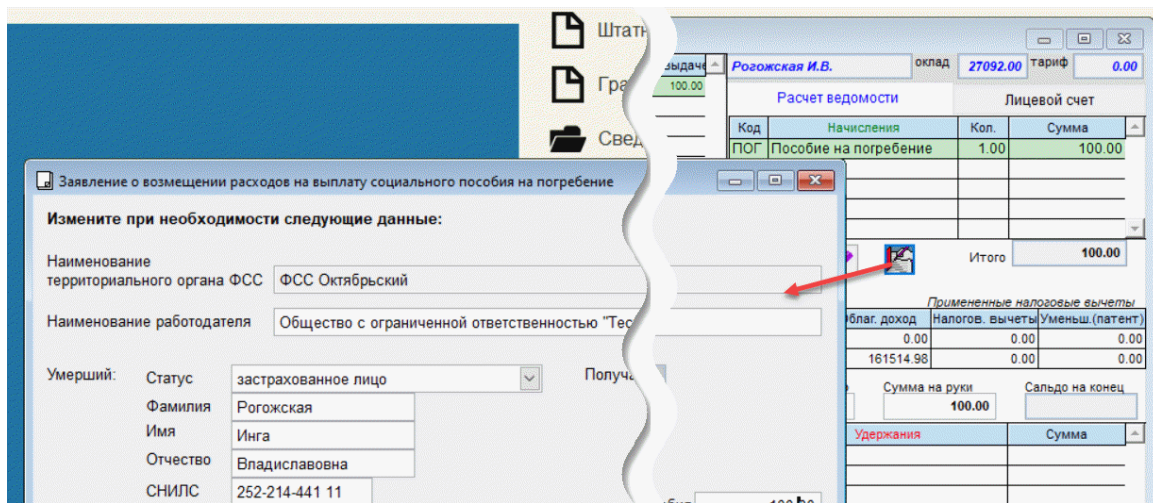 Штатн
Гра
Свед
Заявление о возмещении расходов на выплату социального пособия на погребение
Измените при необходимости следующие данные:
Наименование
территориального органа ФСС ФСС Октябрьский
Наименование работодателя Общество с ограниченной ответственностью "Тес
Умерший: Статус застрахованное лицо Получа
Фамилия Рогожская
Имя Инга
Отчество Владиславовна
СНИЛС 252-214-441 11
выдаче Рогожская И.В. оклад 27092.00 тариф 0.00
100.00
Расчет ведомости Лицевой счет
Код Начисления Кол. Сумма
ПОГ Пособие на погребение 1.00 100.00
Итого 100.00
Примененные налоговые вычеты
Облаг. доход Налогов. вычеты Уменьш.(патент)
0.00 0.00 0.00
161514.98 0.00 0.00
Сумма на руки Сальдо на конец
100.00
Удержания Сумма